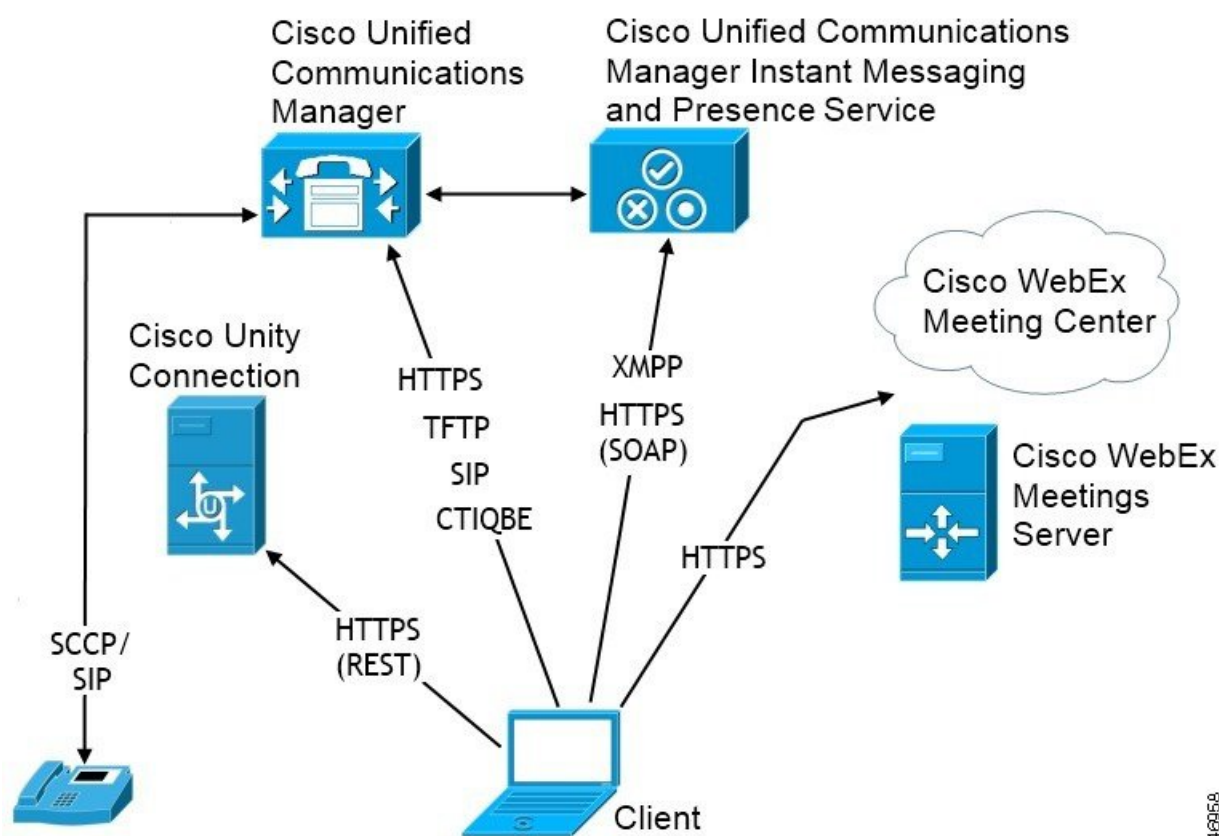 Cisco Unified
Communications
Manager
Cisco Unified Communications
Manager Instant Messaging
and Presence Service
Cisco WebEx
Meeting Center
Cisco Unity
Connection
HTTPS
TFTP
SIP
CTIQBE
XMPP
HTTPS
(SOAP)
Cisco WebEx
Meetings
Server
HTTPS
HTTPS
(REST)
SCCP/
SIP
U
Client